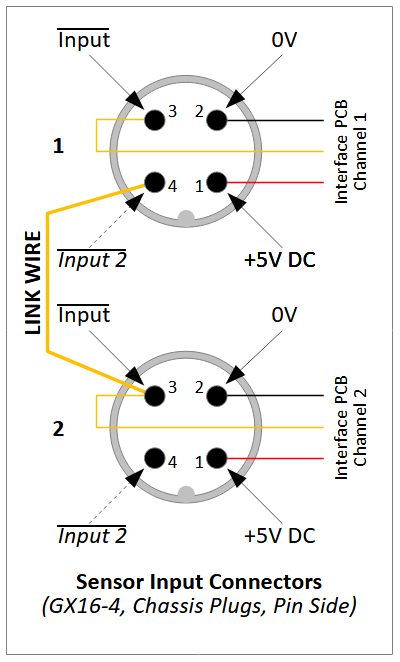 Input
0V
3
2
1
4
1
Interface PCB
Channel 1
Input 2
+5V DC
LINK WIRE
Input
0V
3
2
2
4
1
Interface PCB
Channel 2
Input 2
+5V DC
Sensor Input Connectors
(GX16-4, Chassis Plugs, Pin Side)